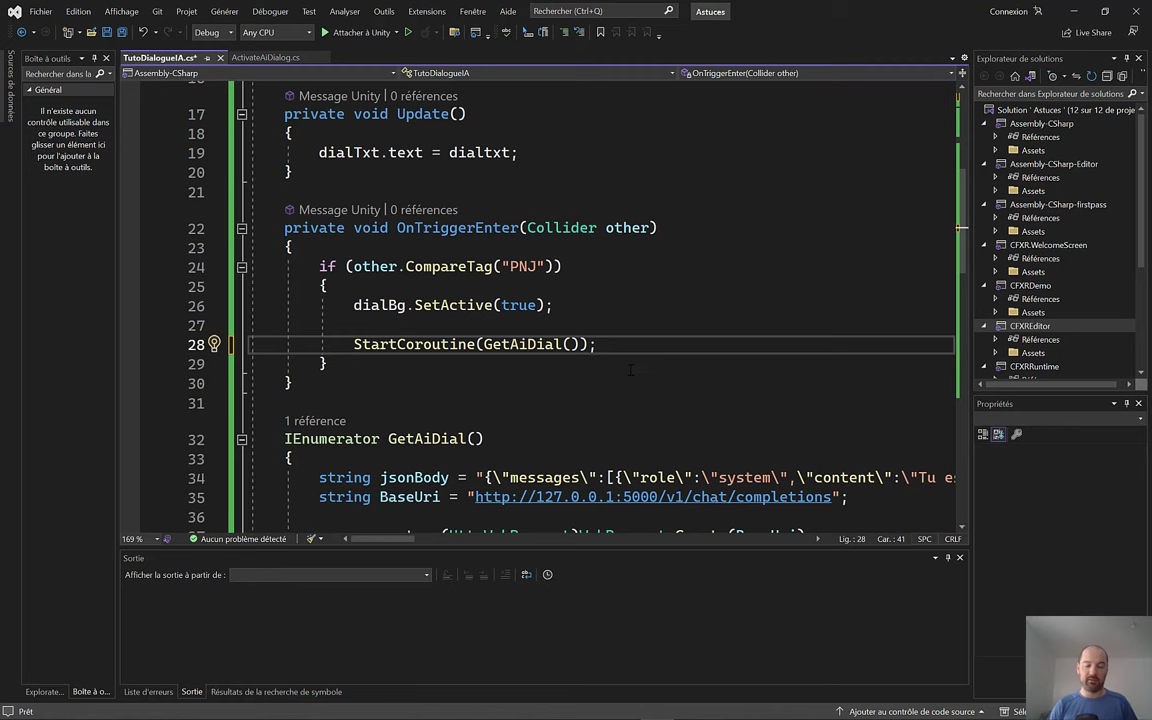 Fichier Edition Affichage Git Projet Générer Déboguer Test Analyser Outils Extensions Fenêtre Aide Rechercher (Ctrl+Q) Astuces Connexion
Debug Any CPU Attacher à Unity Live Share
Sources de données
Boîte à outils
Rechercher dans la
Général
Il n'existe aucun
contrôle utilisable
dans ce groupe. Faites
glisser un élément ici
pour l'ajouter à la
boîte à outils.
Explorate... Boîte à o...
TutoDialogueIA.cs* ActivateAiDialog.cs
Assembly-CSharp TutoDialogueIA OnTriggerEnter(Collider other)
Message Unity | 0 références
17 private void Update()
18 {
19 dialTxt.text = dialtxt;
20 }
21
Message Unity | 0 références
22 private void OnTriggerEnter(Collider other)
23 {
24 if (other.CompareTag("PNJ"))
25 {
26 dialBg.SetActive(true);
27
28 StartCoroutine(GetAiDial());
29 }
30 }
31
1 référence
32 IEnumerator GetAiDial()
33 {
34 string jsonBody = "{\"messages\":[{\"role\":\"system\",\"content\":\"Tu es
35 string BaseUri = "http://127.0.0.1:5000/v1/chat/completions";
36
169 % Aucun problème détecté Lig. : 28 Car. : 41 SPC CRLF
Sortie
Afficher la sortie à partir de :
Liste d'erreurs Sortie Résultats de la recherche de symbole
Explorateur de solutions
Rechercher dans Explorateur de solutions
Solution ' Astuces ' (12 sur 12 de proje
Assembly-CSharp
Références
Assets
Assembly-CSharp-Editor
Références
Assets
Assembly-CSharp-firstpass
Références
Assets
CFXR.WelcomeScreen
Références
Assets
CFXRDemo
Références
Assets
CFXREditor
Références
Assets
CFXRRuntime
Propriétés
Prêt Ajouter au contrôle de code source